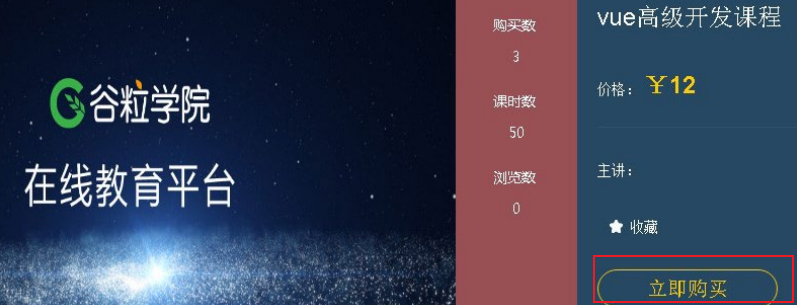 谷粒学院
在线教育平台
购买数
3
课时数
50
浏览数
0
vue高级开发课程
价格：￥12
主讲：
收藏
立即购买